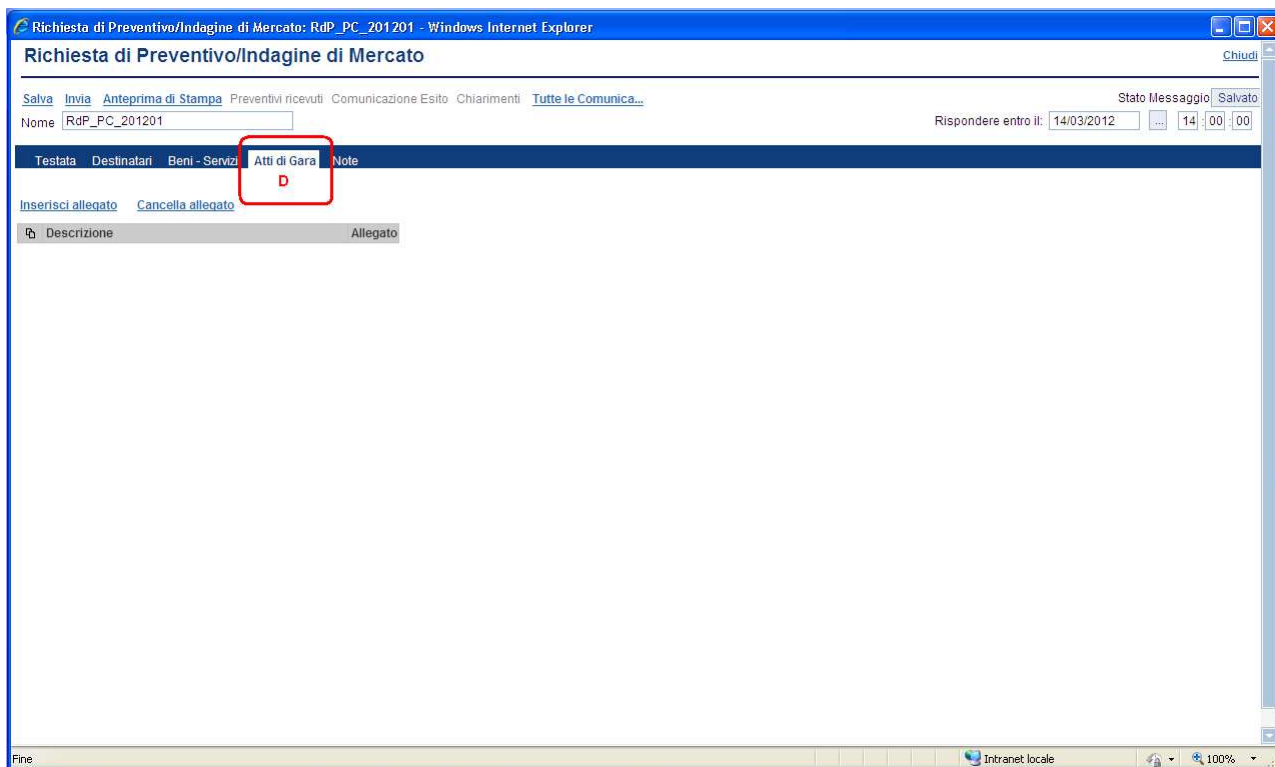 Richiesta di Preventivo/Indagine di Mercato: RdP_PC_201201 - Windows Internet Explorer
Richiesta di Preventivo/Indagine di Mercato Chiudi
Salva Invia Anteprima di Stampa Preventivi ricevuti Comunicazione Esito Chiarimenti Tutte le Comunica... Stato Messaggio Salvato
Nome RdP_PC_201201 Rispondere entro il: 14/03/2012 ... 14 : 00 : 00
Testata Destinatari Beni - Servizi Atti di Gara Note
D
Inserisci allegato Cancella allegato
Descrizione Allegato
Fine Intranet locale 100%